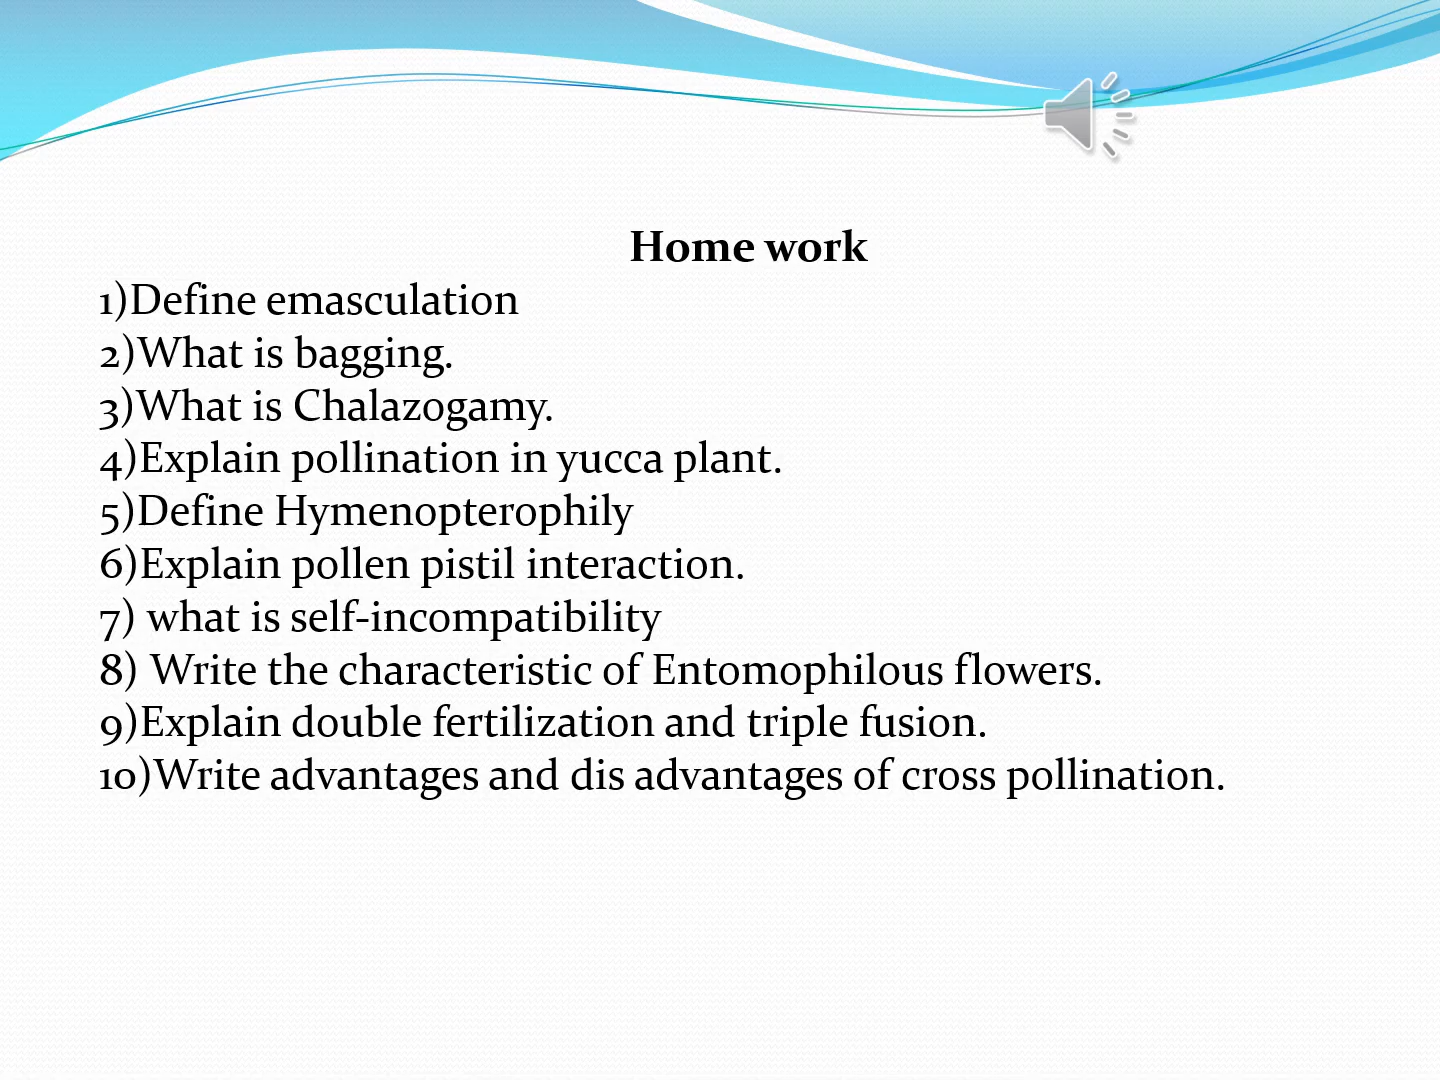 Home work
1)Define emasculation
2)What is bagging.
3)What is Chalazogamy.
4)Explain pollination in yucca plant.
5)Define Hymenopterophily
6)Explain pollen pistil interaction.
7) what is self-incompatibility
8) Write the characteristic of Entomophilous flowers.
9)Explain double fertilization and triple fusion.
10)Write advantages and dis advantages of cross pollination.